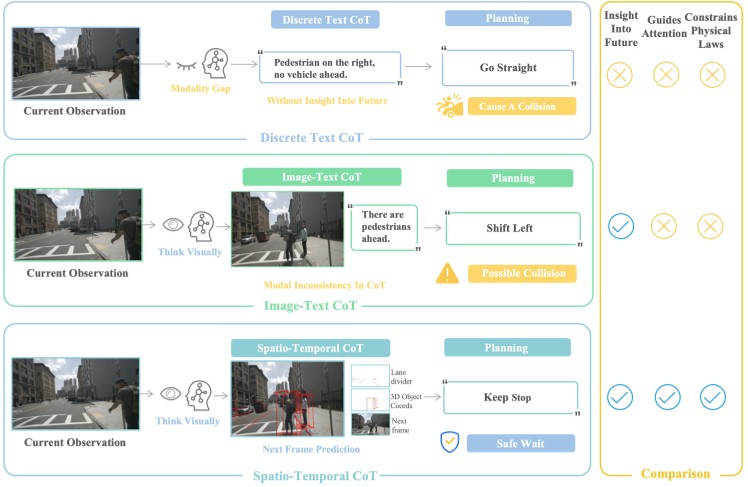 Discrete Text CoT
Planning
“ Pedestrian on the right,
no vehicle ahead. ”
“ Go Straight ”
Modality Gap
Without Insight Into Future
Cause A Collision
Current Observation
Discrete Text CoT
Image-Text CoT
Planning
“ There are
pedestrians
ahead. ”
“ Shift Left ”
Think Visually
Current Observation
Modal Inconsistency In CoT
Possible Collision
Image-Text CoT
Spatio-Temporal CoT
Planning
Lane
divider
3D Object
Coords
Next
frame
“ Keep Stop ”
Think Visually
Current Observation
Next Frame Prediction
Safe Wait
Spatio-Temporal CoT
Insight
Into
Future
Guides
Attention
Constrains
Physical
Laws
Comparison